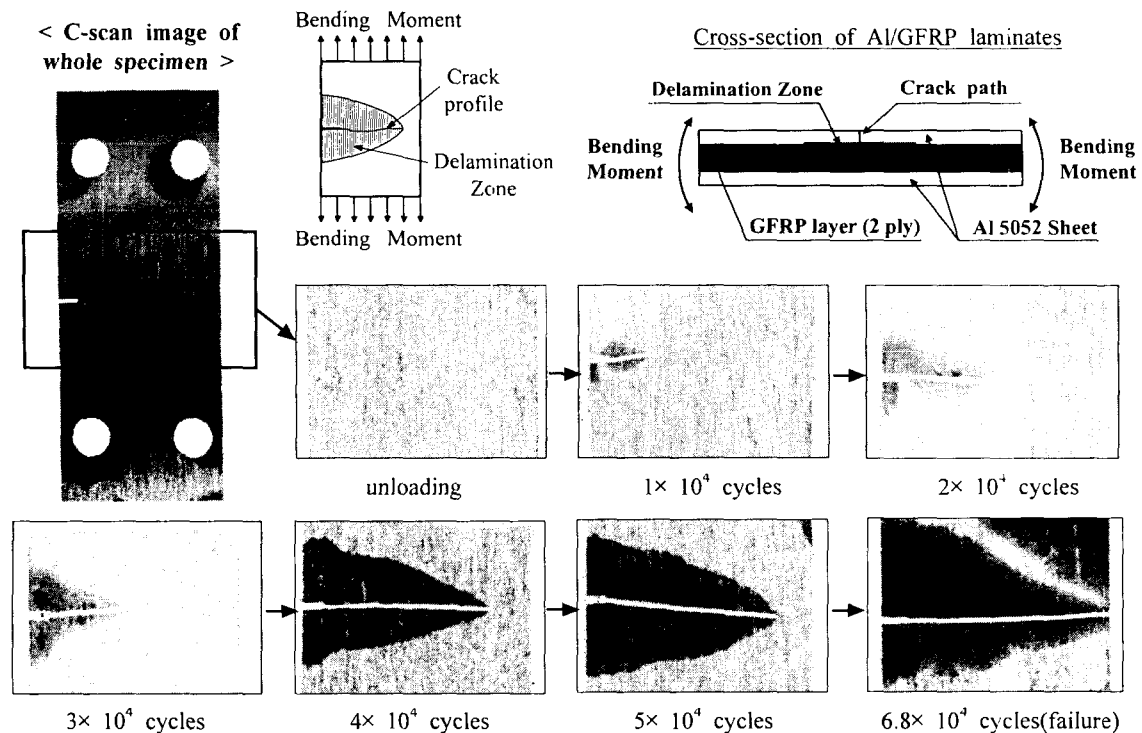 < C-scan image of
whole specimen >
Bending Moment
Crack
profile
Delamination
Zone
Bending Moment
Cross-section of Al/GFRP laminates
Delamination Zone
Crack path
Bending
Moment
Bending
Moment
GFRP layer (2 ply)
Al 5052 Sheet
unloading
1× 10⁴ cycles
2× 10⁴ cycles
3× 10⁴ cycles
4× 10⁴ cycles
5× 10⁴ cycles
6.8× 10⁴ cycles(failure)